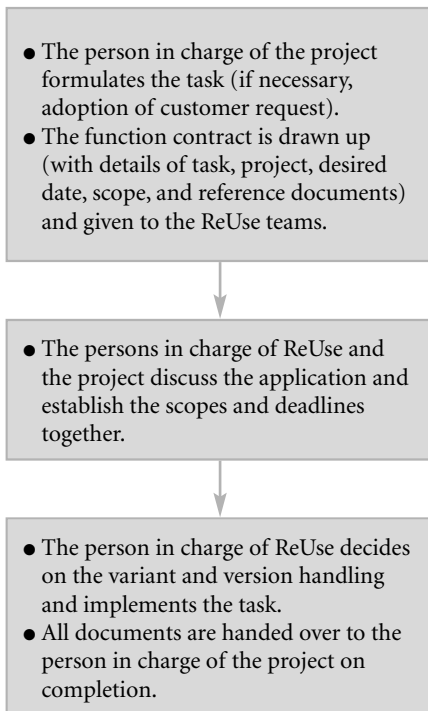 ● The person in charge of the project
formulates the task (if necessary,
adoption of customer request).
● The function contract is drawn up
(with details of task, project, desired
date, scope, and reference documents)
and given to the ReUse teams.
● The persons in charge of ReUse and
the project discuss the application and
establish the scopes and deadlines
together.
● The person in charge of ReUse decides
on the variant and version handling
and implements the task.
● All documents are handed over to the
person in charge of the project on
completion.